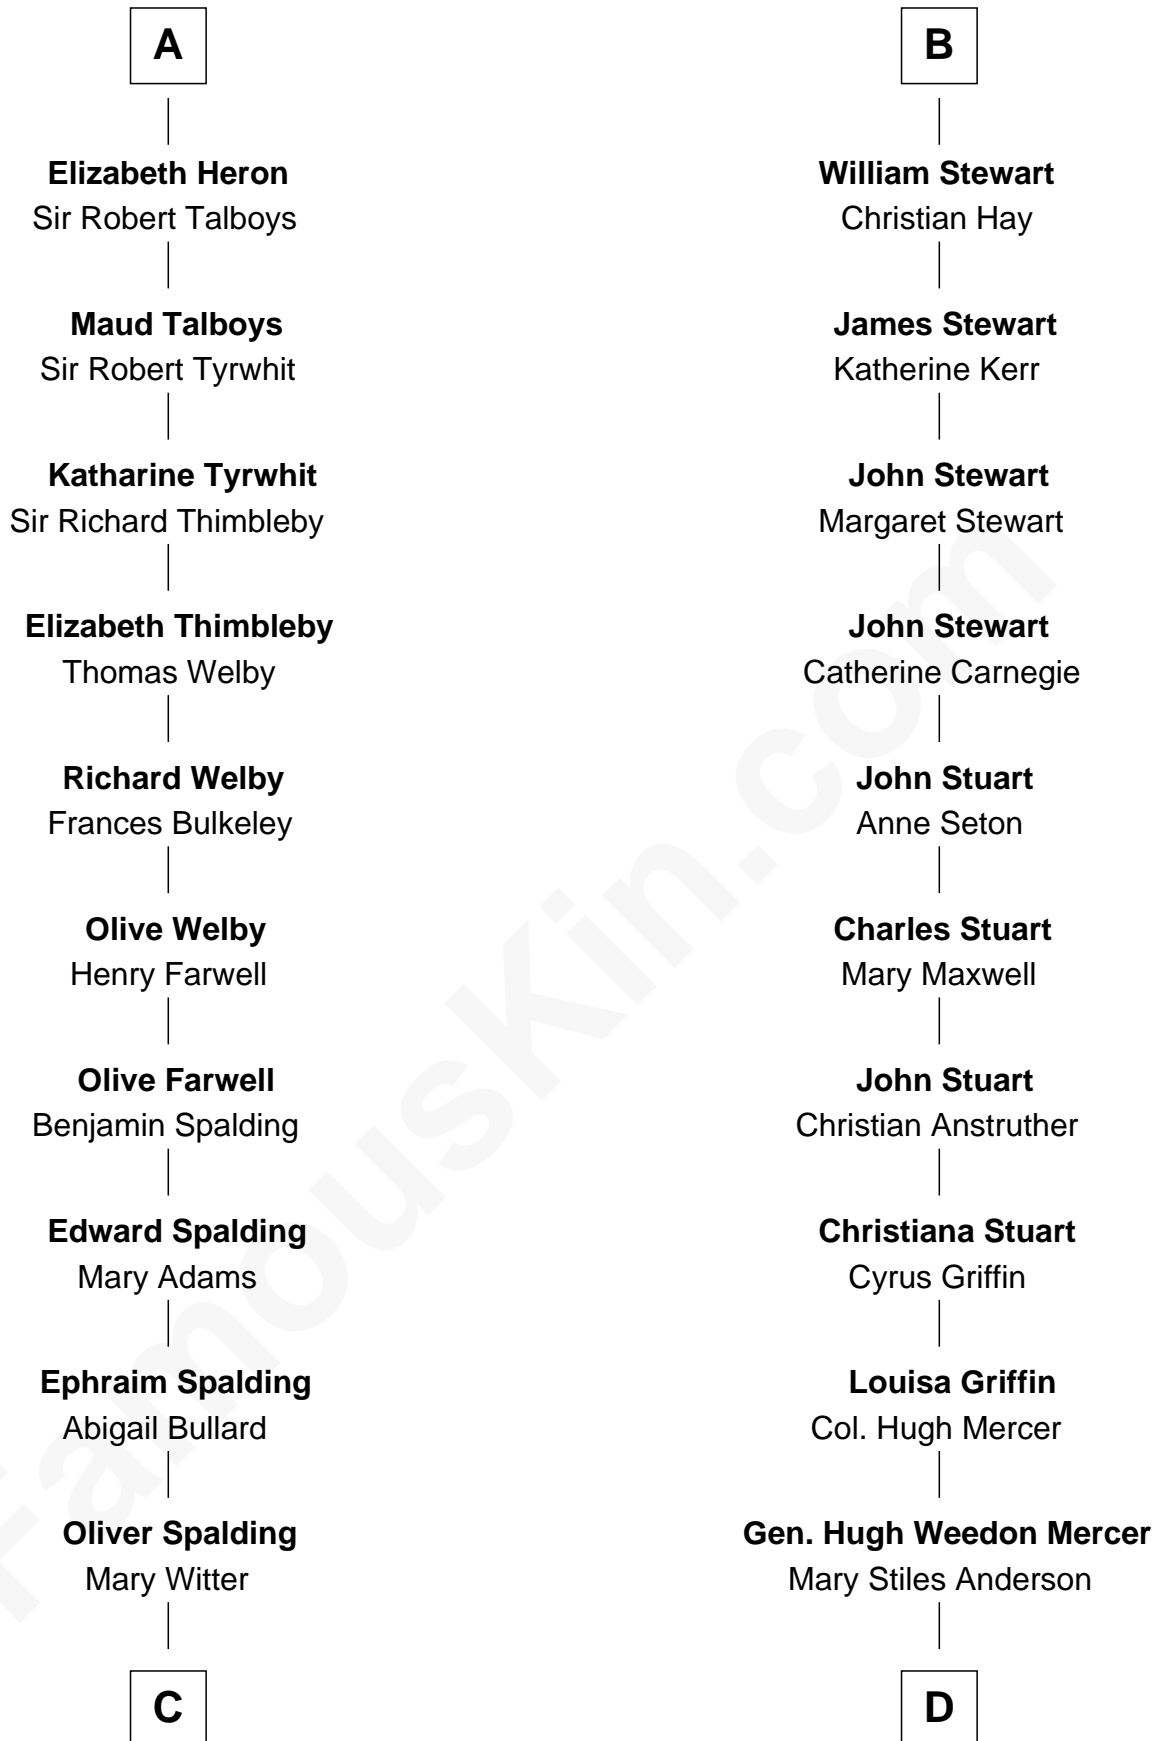 A
Elizabeth Heron
Sir Robert Talboys
Maud Talboys
Sir Robert Tyrwhit
Katharine Tyrwhit
Sir Richard Thimbleby
Elizabeth Thimbleby
Thomas Welby
Richard Welby
Frances Bulkeley
Olive Welby
Henry Farwell
Olive Farwell
Benjamin Spalding
Edward Spalding
Mary Adams
Ephraim Spalding
Abigail Bullard
Oliver Spalding
Mary Witter
C
B
William Stewart
Christian Hay
James Stewart
Katherine Kerr
John Stewart
Margaret Stewart
John Stewart
Catherine Carnegie
John Stuart
Anne Seton
Charles Stuart
Mary Maxwell
John Stuart
Christian Anstruther
Christiana Stuart
Cyrus Griffin
Louisa Griffin
Col. Hugh Mercer
Gen. Hugh Weedon Mercer
Mary Stiles Anderson
D
FamousKin.com